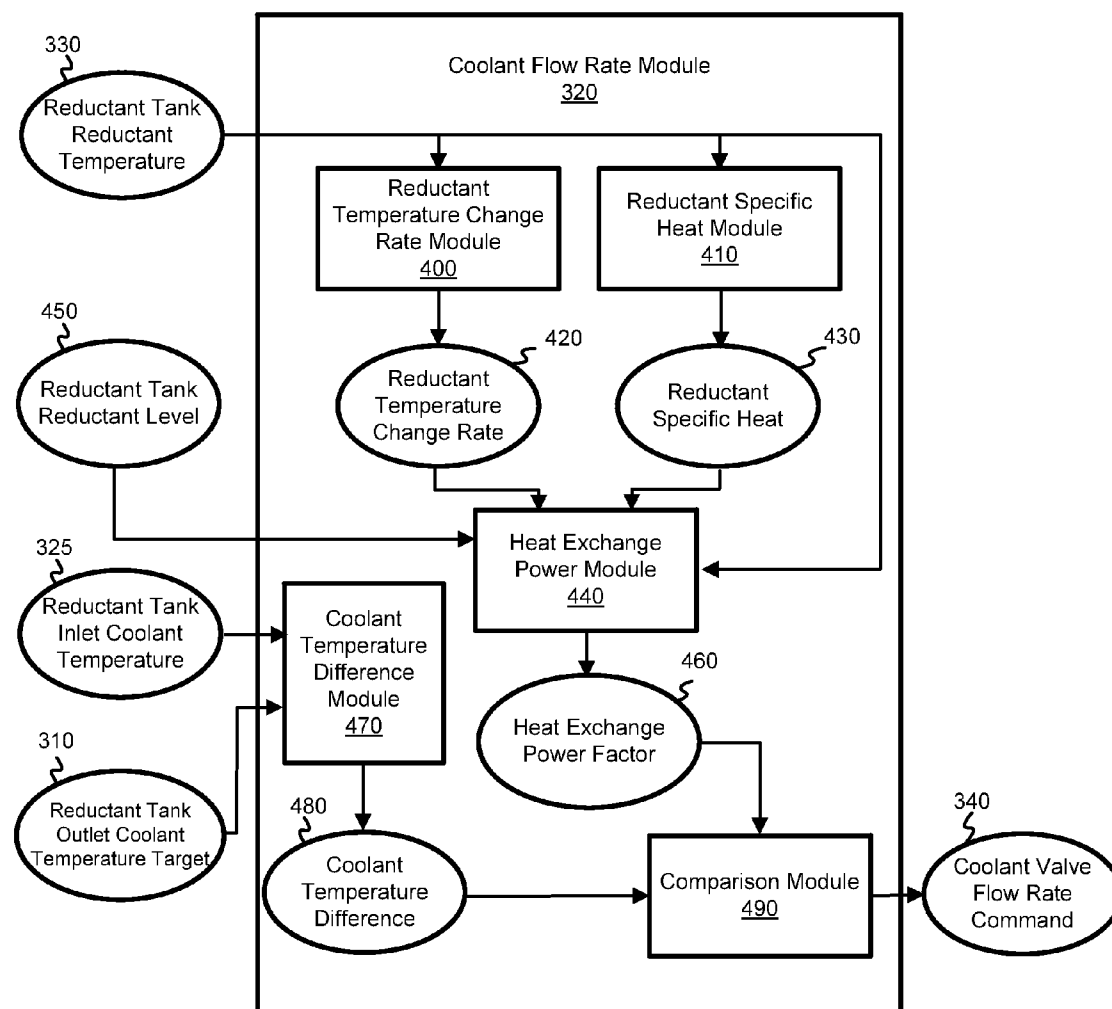 330
Coolant Flow Rate Module
320
Reductant Tank
Reductant
Temperature
Reductant
Temperature Change
Rate Module
400
Reductant Specific
Heat Module
410
450
420
430
Reductant Tank
Reductant Level
Reductant
Temperature
Change Rate
Reductant
Specific Heat
325
Heat Exchange
Power Module
440
Reductant Tank
Inlet Coolant
Temperature
Coolant
Temperature
Difference
Module
470
460
Heat Exchange
Power Factor
310
Reductant Tank
Outlet Coolant
Temperature Target
480
340
Coolant
Temperature
Difference
Comparison Module
490
Coolant Valve
Flow Rate
Command